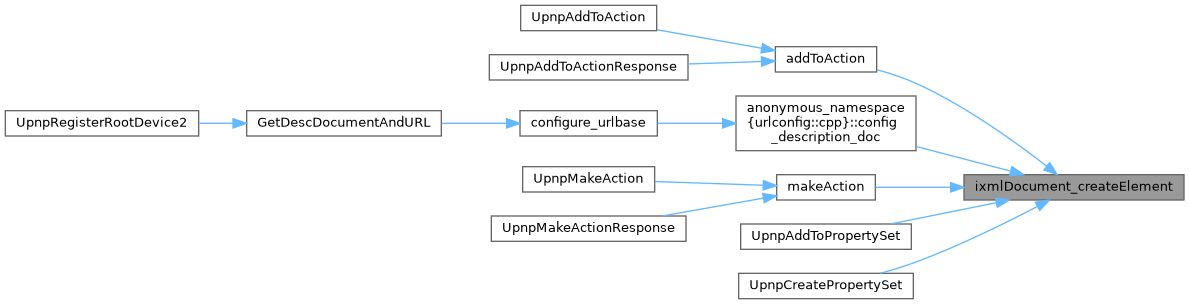 UpnpAddToAction
addToAction
UpnpAddToActionResponse
UpnpRegisterRootDevice2
GetDescDocumentAndURL
configure_urlbase
anonymous_namespace
{urlconfig::cpp}::config
_description_doc
UpnpMakeAction
makeAction
ixmlDocument_createElement
UpnpMakeActionResponse
UpnpAddToPropertySet
UpnpCreatePropertySet